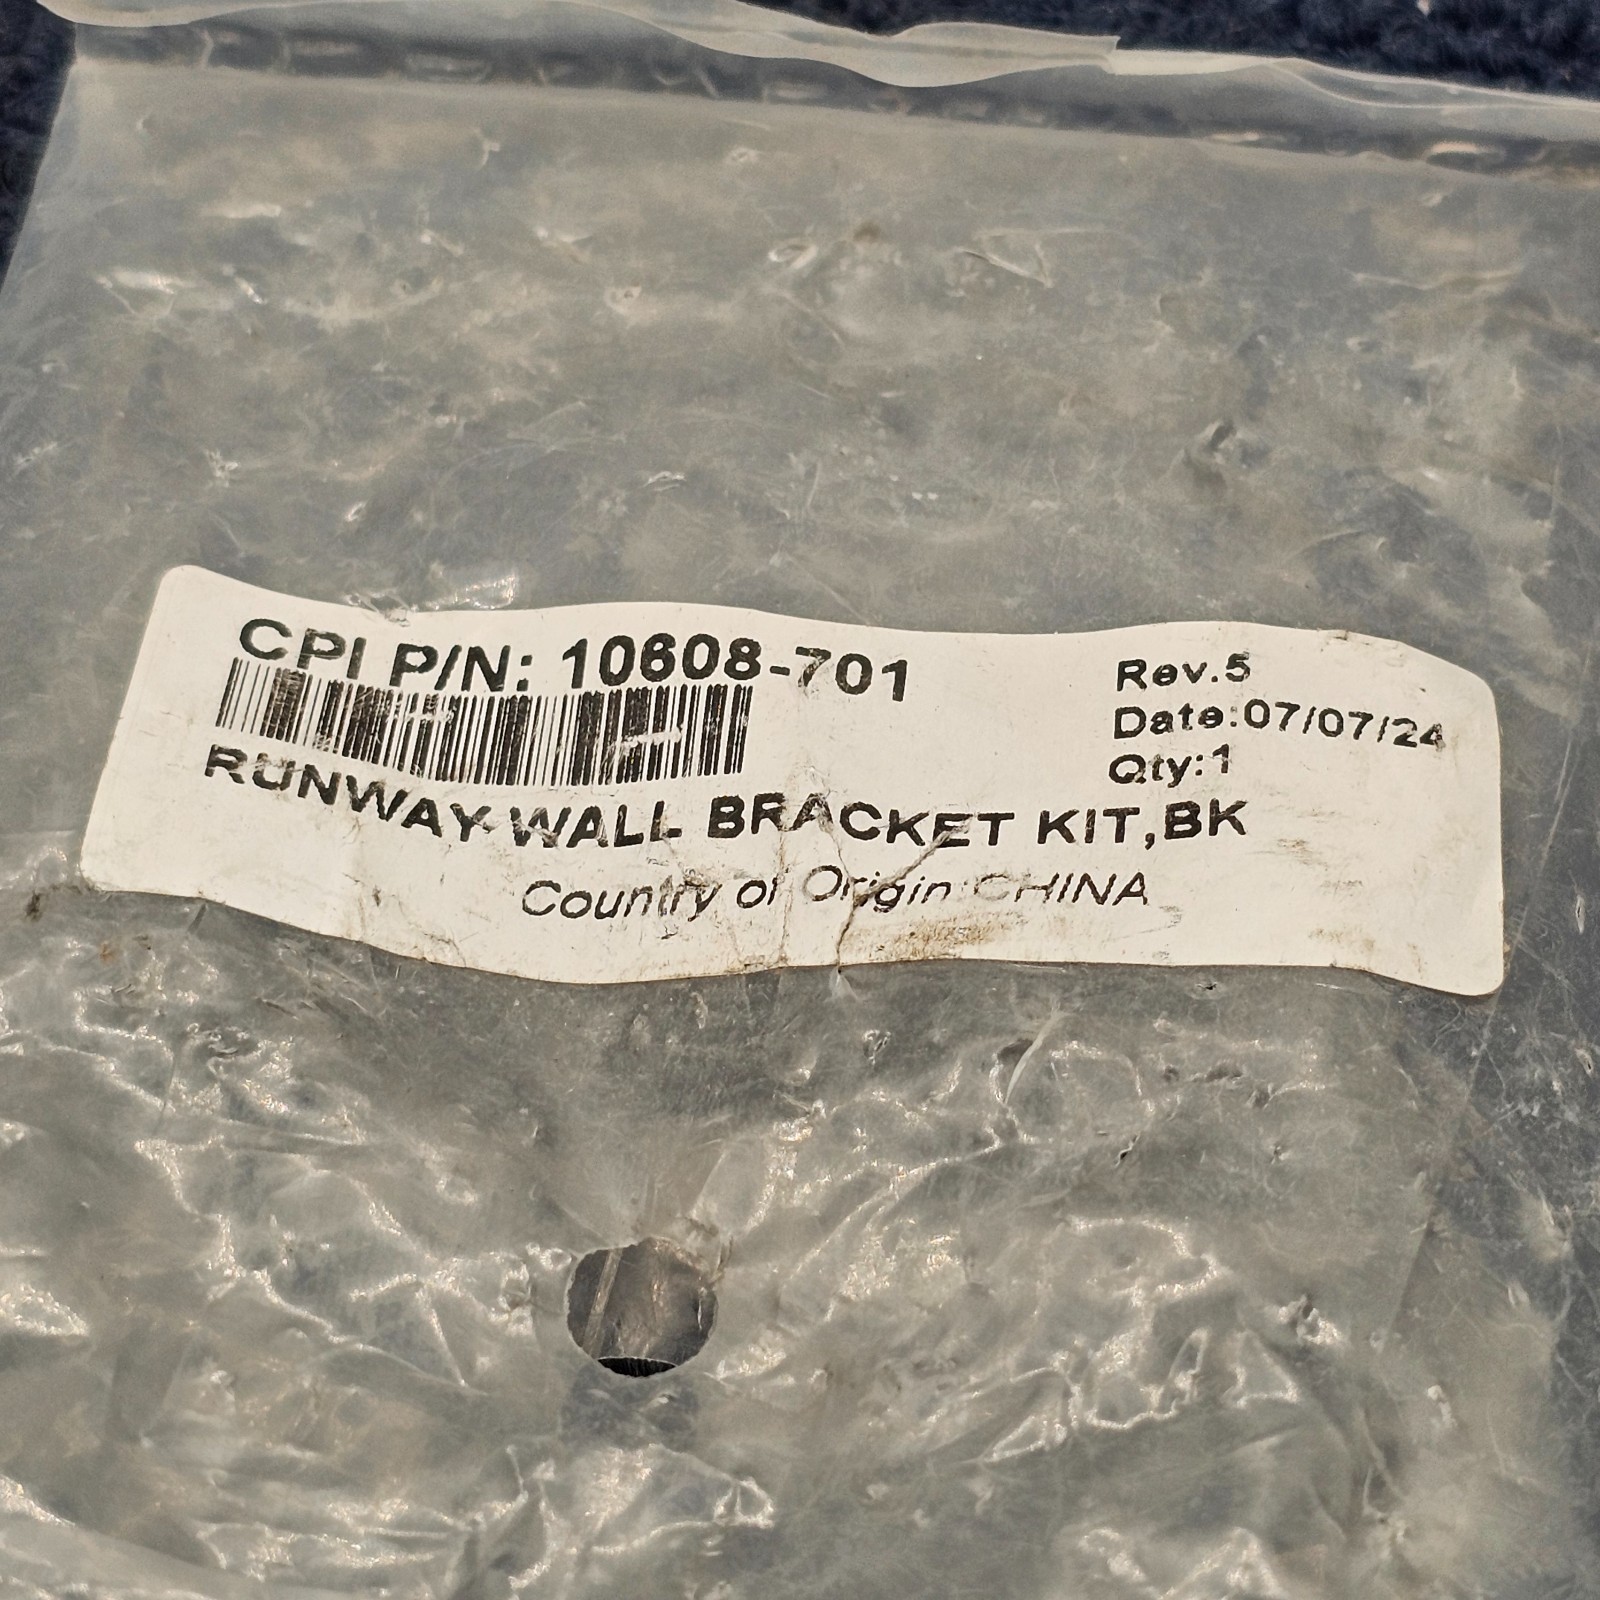 CPI P/N: 10608-701
Rev.5
Date:07/07/24
Qty:1
RUNWAY WALL BRACKET KIT,BK
Country of Origin:CHINA